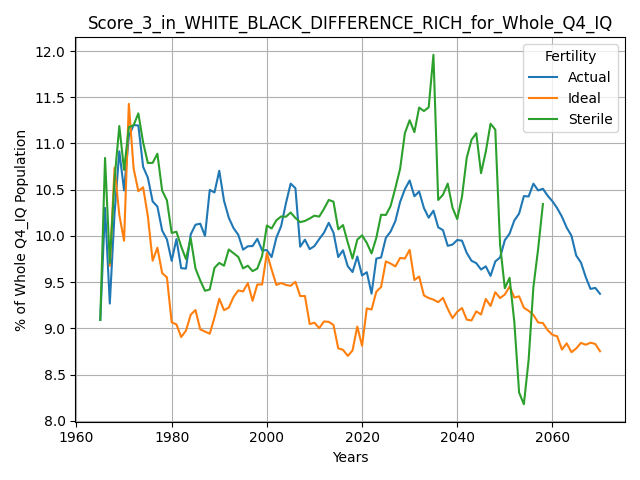 Score_3_in_WHITE_BLACK_DIFFERENCE_RICH_for_Whole_Q4_IQ
% of Whole Q4_IQ Population
12.0
11.5
11.0
10.5
10.0
9.5
9.0
8.5
8.0
Fertility
Actual
Ideal
Sterile
1960
1980
2000
2020
2040
2060
Years